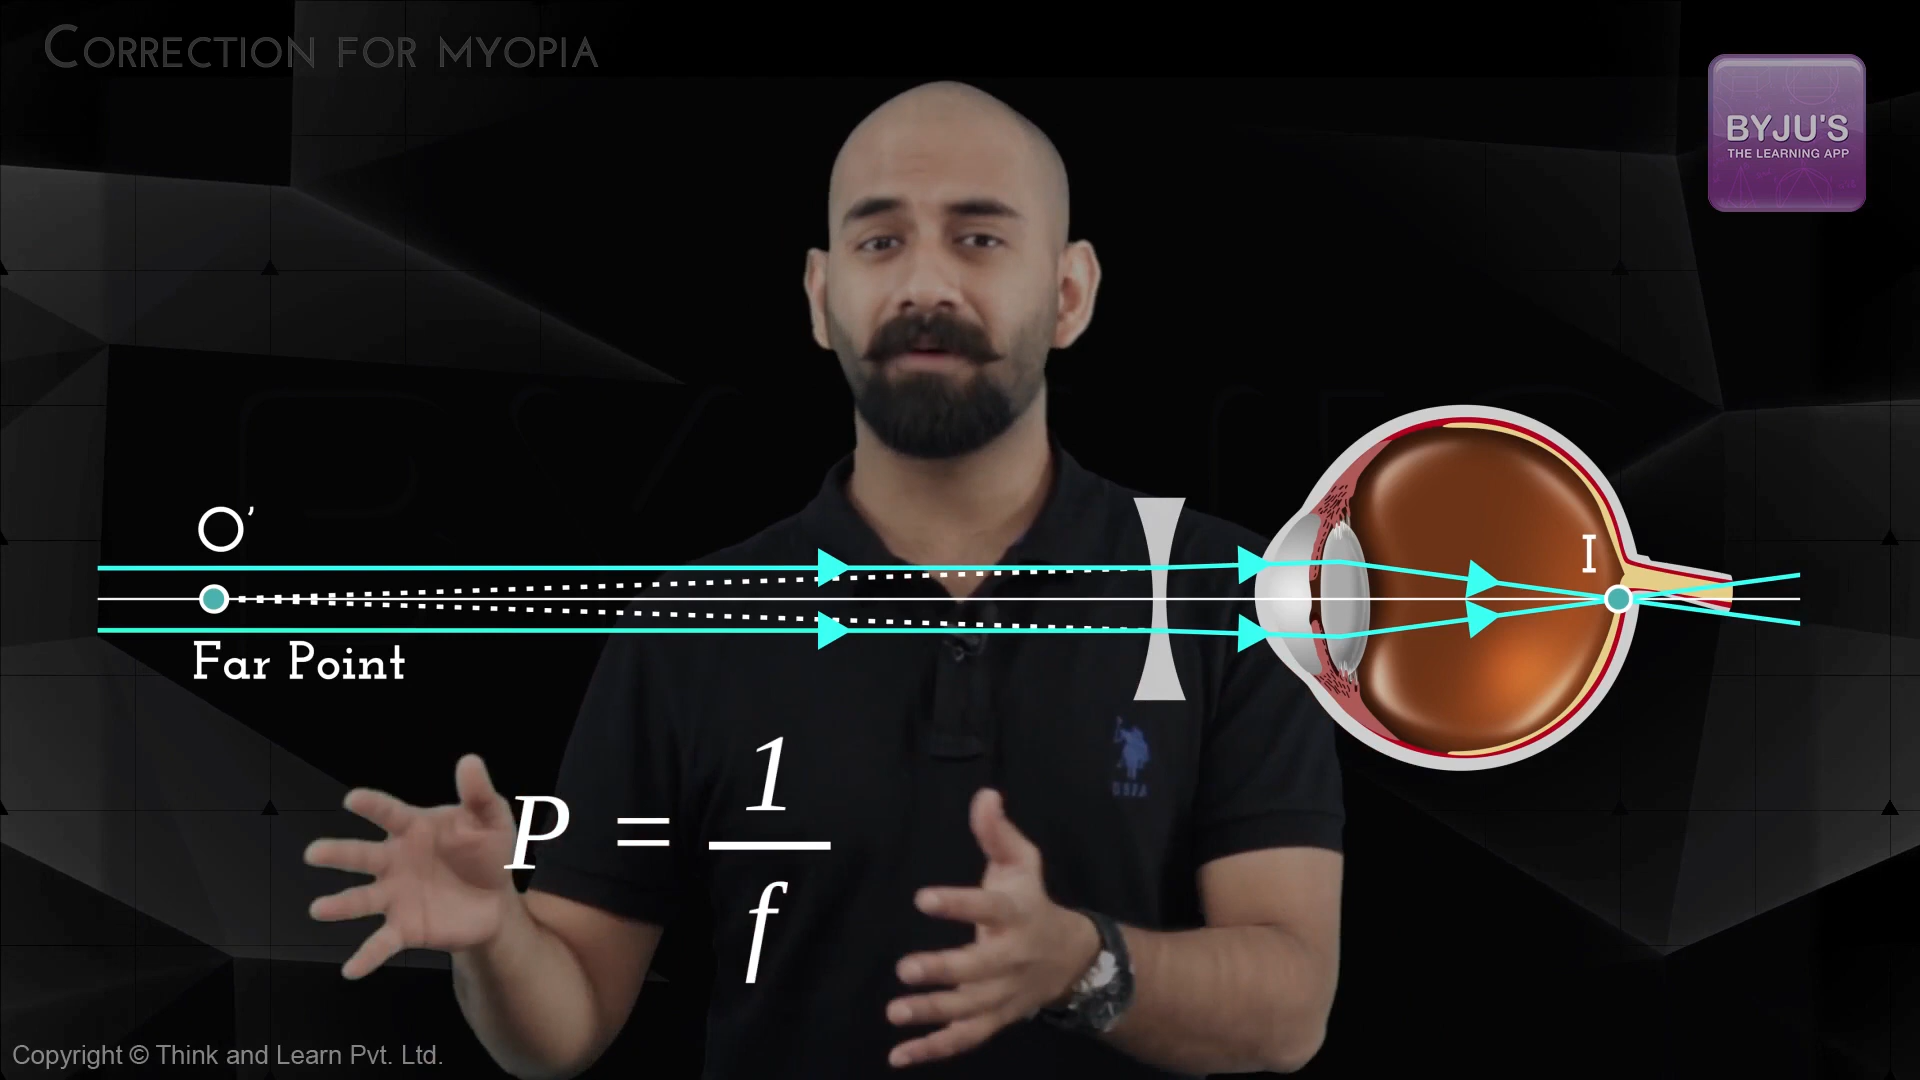 CORRECTION FOR MYOPIA
BYJU'S
THE LEARNING APP
O’
I
Far Point
P = 1/f
Copyright © Think and Learn Pvt. Ltd.